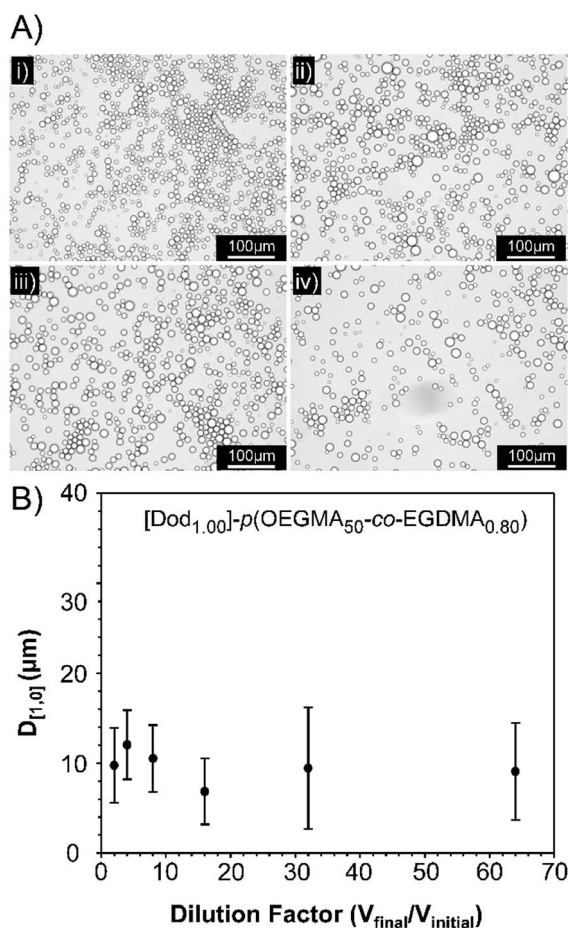 A)
i)
ii)
100µm
100µm
iii)
iv)
100µm
100µm
B)
[Dod1.00]-p(OEGMA50-co-EGDMA0.80)
40
30
20
10
0
D[1,0] (µm)
0 10 20 30 40 50 60 70
Dilution Factor (Vfinal/Vinitial)